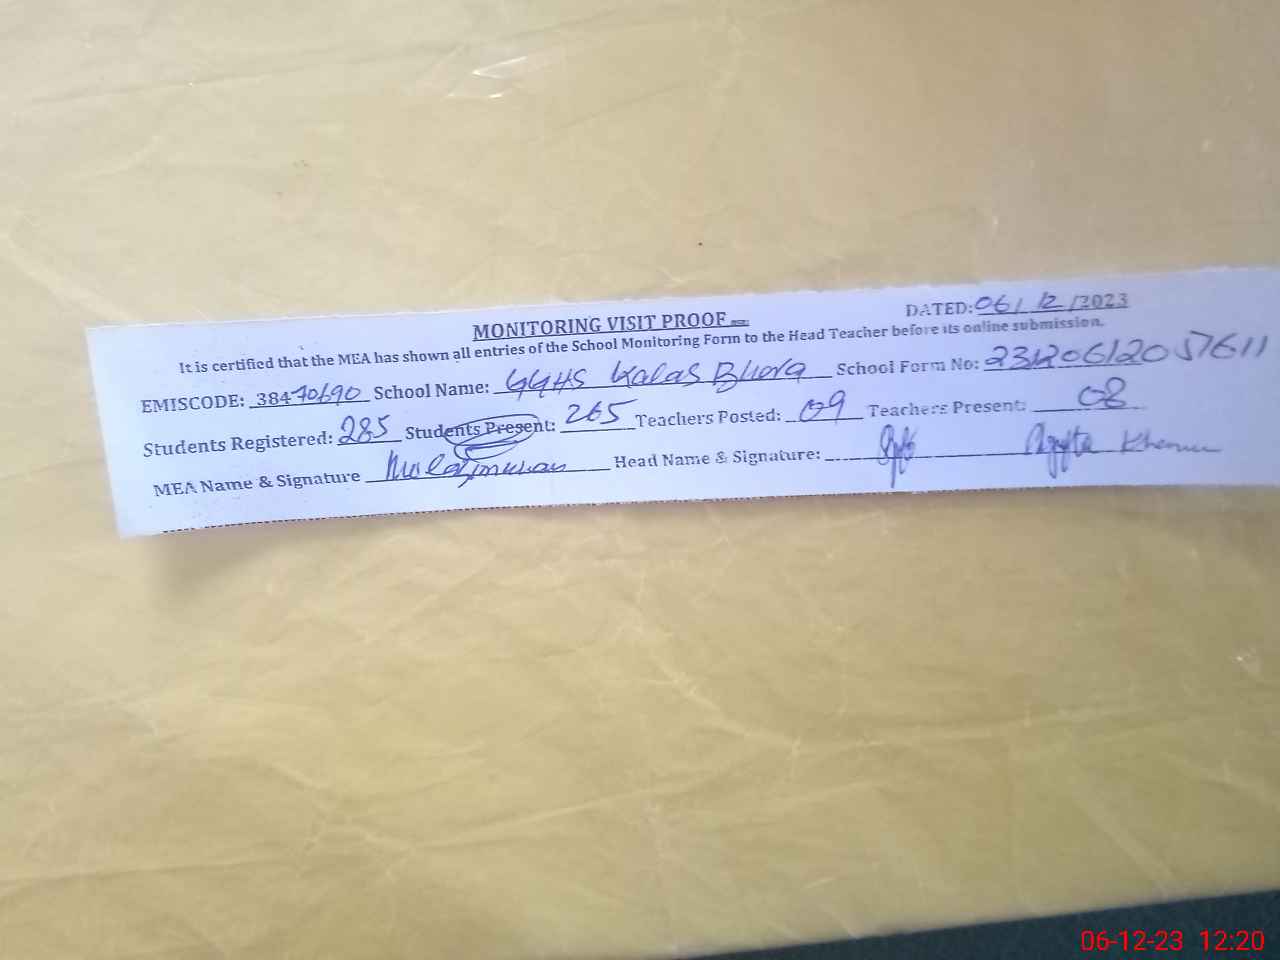 DATED: 06/12/2023
MONITORING VISIT PROOF
It is certified that the MEA has shown all entries of the School Monitoring Form to the Head Teacher before its online submission.
EMISCODE: 38470690 School Name: GGHS Kalas Bhora School Form No: 23120612057611
Students Registered: 285 Students Present: 265 Teachers Posted: 09 Teachers Present: 08
MEA Name & Signature Head Name & Signature:
06-12-23 12:20